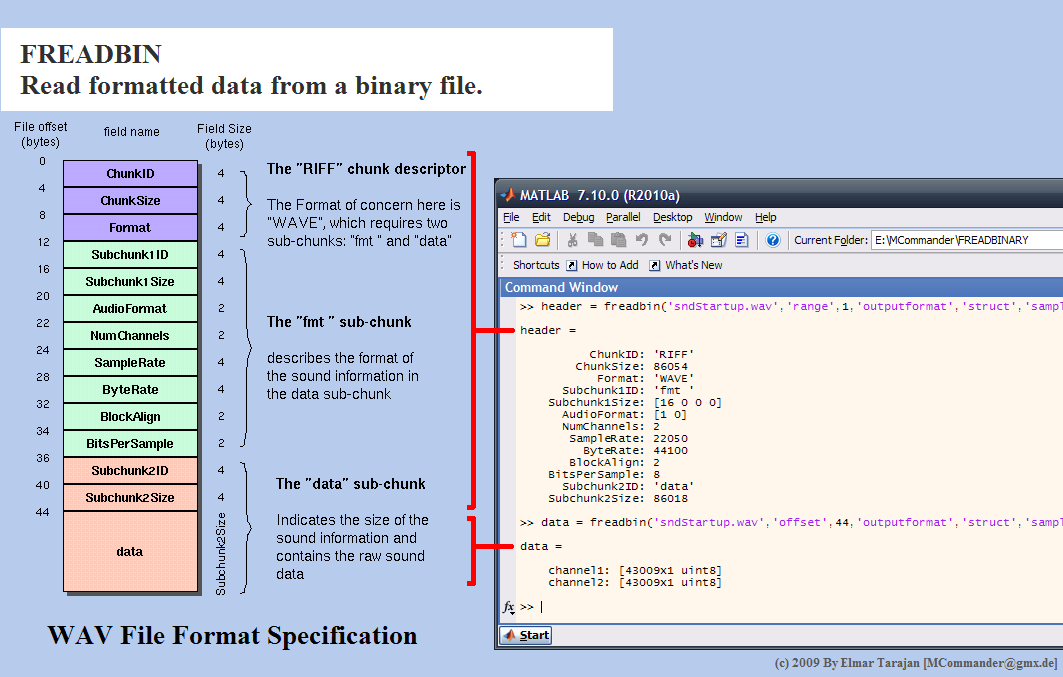 FREADBIN
Read formatted data from a binary file.
File offset
(bytes)
field name
Field Size
(bytes)
0
ChunkID
4
4
ChunkSize
4
8
Format
4
12
Subchunk1ID
4
16
Subchunk1Size
4
20
AudioFormat
2
22
NumChannels
2
24
SampleRate
4
28
ByteRate
4
32
BlockAlign
2
34
BitsPerSample
2
36
Subchunk2ID
4
40
Subchunk2Size
4
44
data
Subchunk2Size
The "RIFF" chunk descriptor
The Format of concern here is
"WAVE", which requires two
sub-chunks: "fmt " and "data"
The "fmt " sub-chunk
describes the format of
the sound information in
the data sub-chunk
The "data" sub-chunk
Indicates the size of the
sound information and
contains the raw sound
data
WAV File Format Specification
MATLAB 7.10.0 (R2010a)
File Edit Debug Parallel Desktop Window Help
Current Folder: E:\MCommander\FREADBINARY
Shortcuts How to Add What's New
Command Window
>> header = freadbin('sndStartup.wav','range',1,'outputformat','struct','sampl
header =
ChunkID: 'RIFF'
ChunkSize: 86054
Format: 'WAVE'
Subchunk1ID: 'fmt '
Subchunk1Size: [16 0 0 0]
AudioFormat: [1 0]
NumChannels: 2
SampleRate: 22050
ByteRate: 44100
BlockAlign: 2
BitsPerSample: 8
Subchunk2ID: 'data'
Subchunk2Size: 86018
>> data = freadbin('sndStartup.wav','offset',44,'outputformat','struct','sampl
data =
channel1: [43009x1 uint8]
channel2: [43009x1 uint8]
fx >>
Start
(c) 2009 By Elmar Tarajan [MCommander@gmx.de]